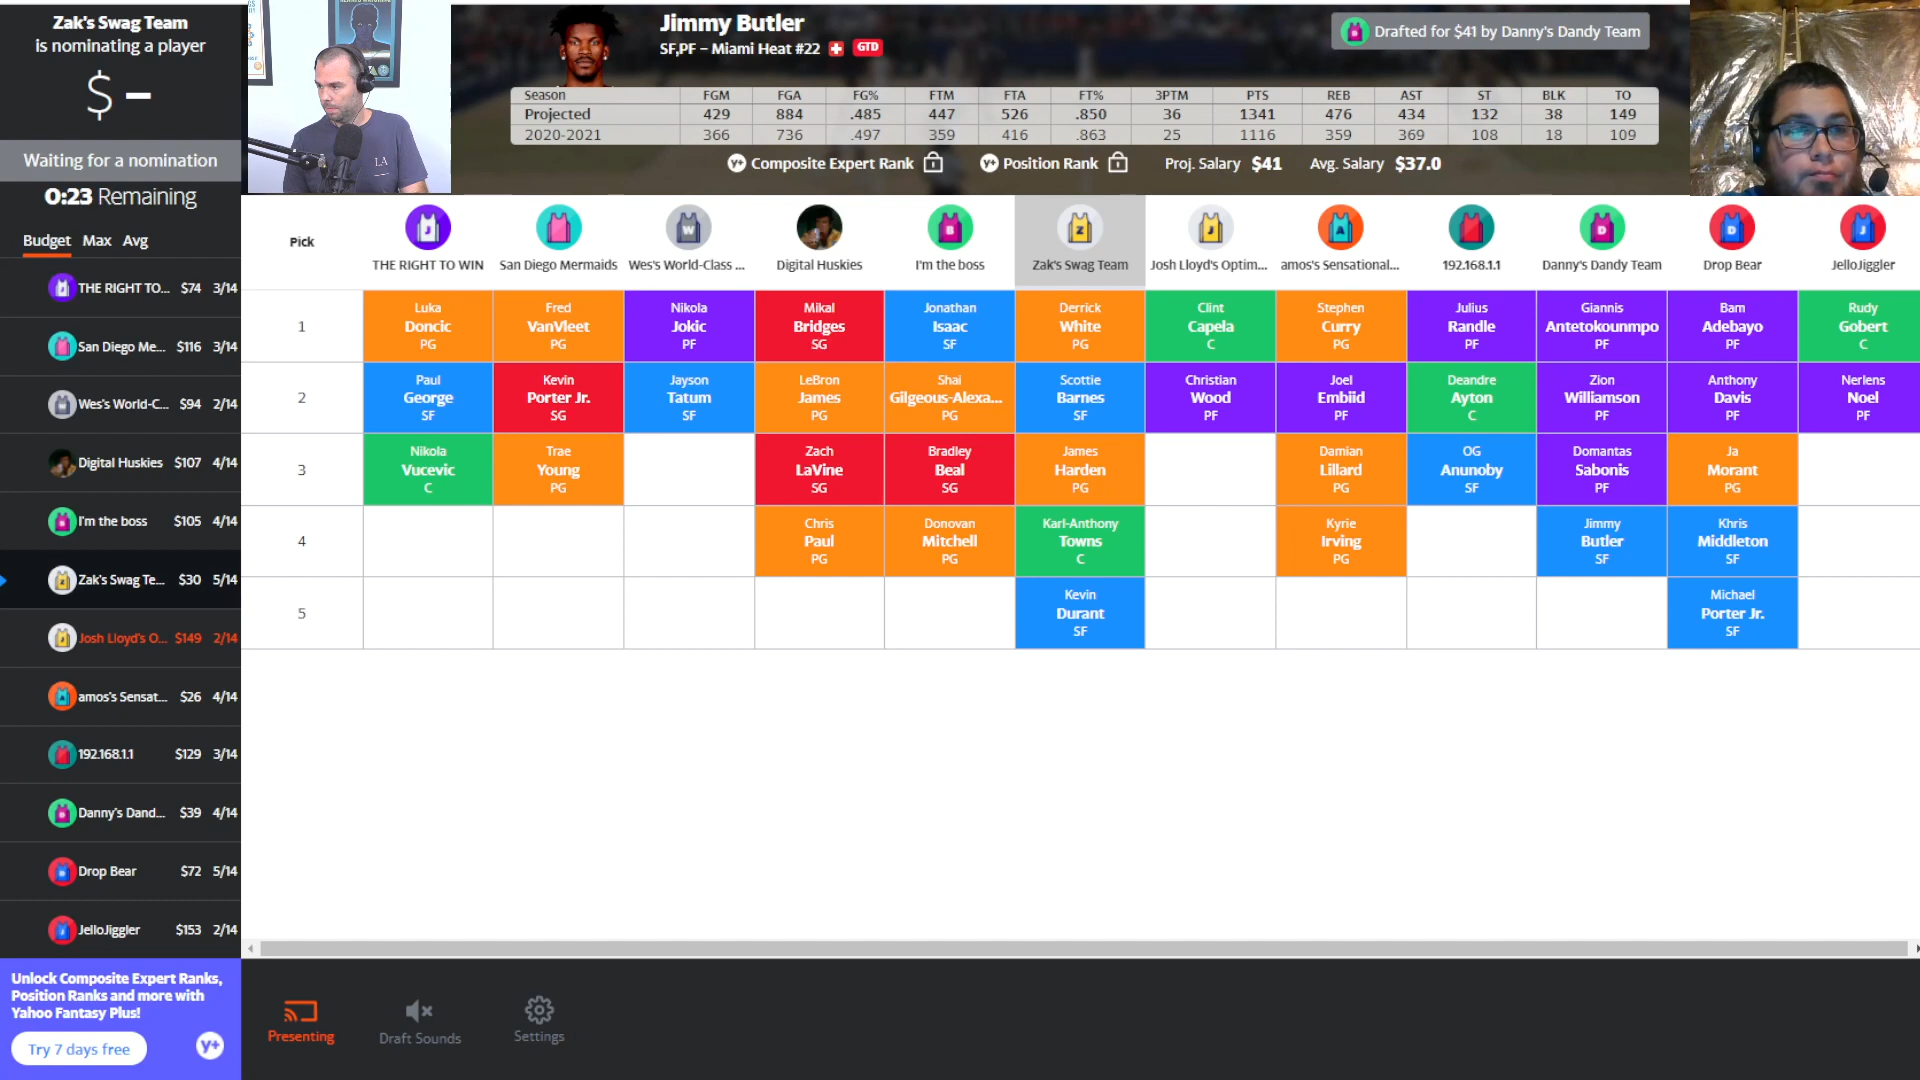 Zak's Swag Team
is nominating a player
$ –
Waiting for a nomination
0:23 Remaining
Budget Max Avg
THE RIGHT TO... $74 3/14
San Diego Me... $116 3/14
Wes's World-C... $94 2/14
Digital Huskies $107 4/14
I'm the boss $105 4/14
Zak's Swag Te... $30 5/14
Josh Lloyd's O... $149 2/14
amos's Sensat... $26 4/14
192.168.1.1 $129 3/14
Danny's Dand... $39 4/14
Drop Bear $72 5/14
JelloJiggler $153 2/14
Unlock Composite Expert Ranks,
Position Ranks and more with
Yahoo Fantasy Plus!
Try 7 days free
y+
LA
Jimmy Butler
SF,PF – Miami Heat #22 GTD
Drafted for $41 by Danny's Dandy Team
Season FGM FGA FG% FTM FTA FT% 3PTM PTS REB AST ST BLK TO
Projected 429 884 .485 447 526 .850 36 1341 476 434 132 38 149
2020-2021 366 736 .497 359 416 .863 25 1116 359 369 108 18 109
y+ Composite Expert Rank y+ Position Rank Proj. Salary $41 Avg. Salary $37.0
J W B Z J A D D J
Pick THE RIGHT TO WIN San Diego Mermaids Wes's World-Class ... Digital Huskies I'm the boss Zak's Swag Team Josh Lloyd's Optim... amos's Sensational... 192.168.1.1 Danny's Dandy Team Drop Bear JelloJiggler
Luka Fred Nikola Mikal Jonathan Derrick Clint Stephen Julius Giannis Bam Rudy
1 Doncic VanVleet Jokic Bridges Isaac White Capela Curry Randle Antetokounmpo Adebayo Gobert
PG PG PF SG SF PG C PG PF PF PF C
Paul Kevin Jayson LeBron Shai Scottie Christian Joel Deandre Zion Anthony Nerlens
2 George Porter Jr. Tatum James Gilgeous-Alexa... Barnes Wood Embiid Ayton Williamson Davis Noel
SF SG SF PG PG SF PF PF C PF PF PF
Nikola Trae Zach Bradley James Damian OG Domantas Ja
3 Vucevic Young LaVine Beal Harden Lillard Anunoby Sabonis Morant
C PG SG SG PG PG SF PF PG
Chris Donovan Karl-Anthony Kyrie Jimmy Khris
4 Paul Mitchell Towns Irving Butler Middleton
PG PG C PG SF SF
Kevin Michael
5 Durant Porter Jr.
SF SF
Presenting Draft Sounds Settings